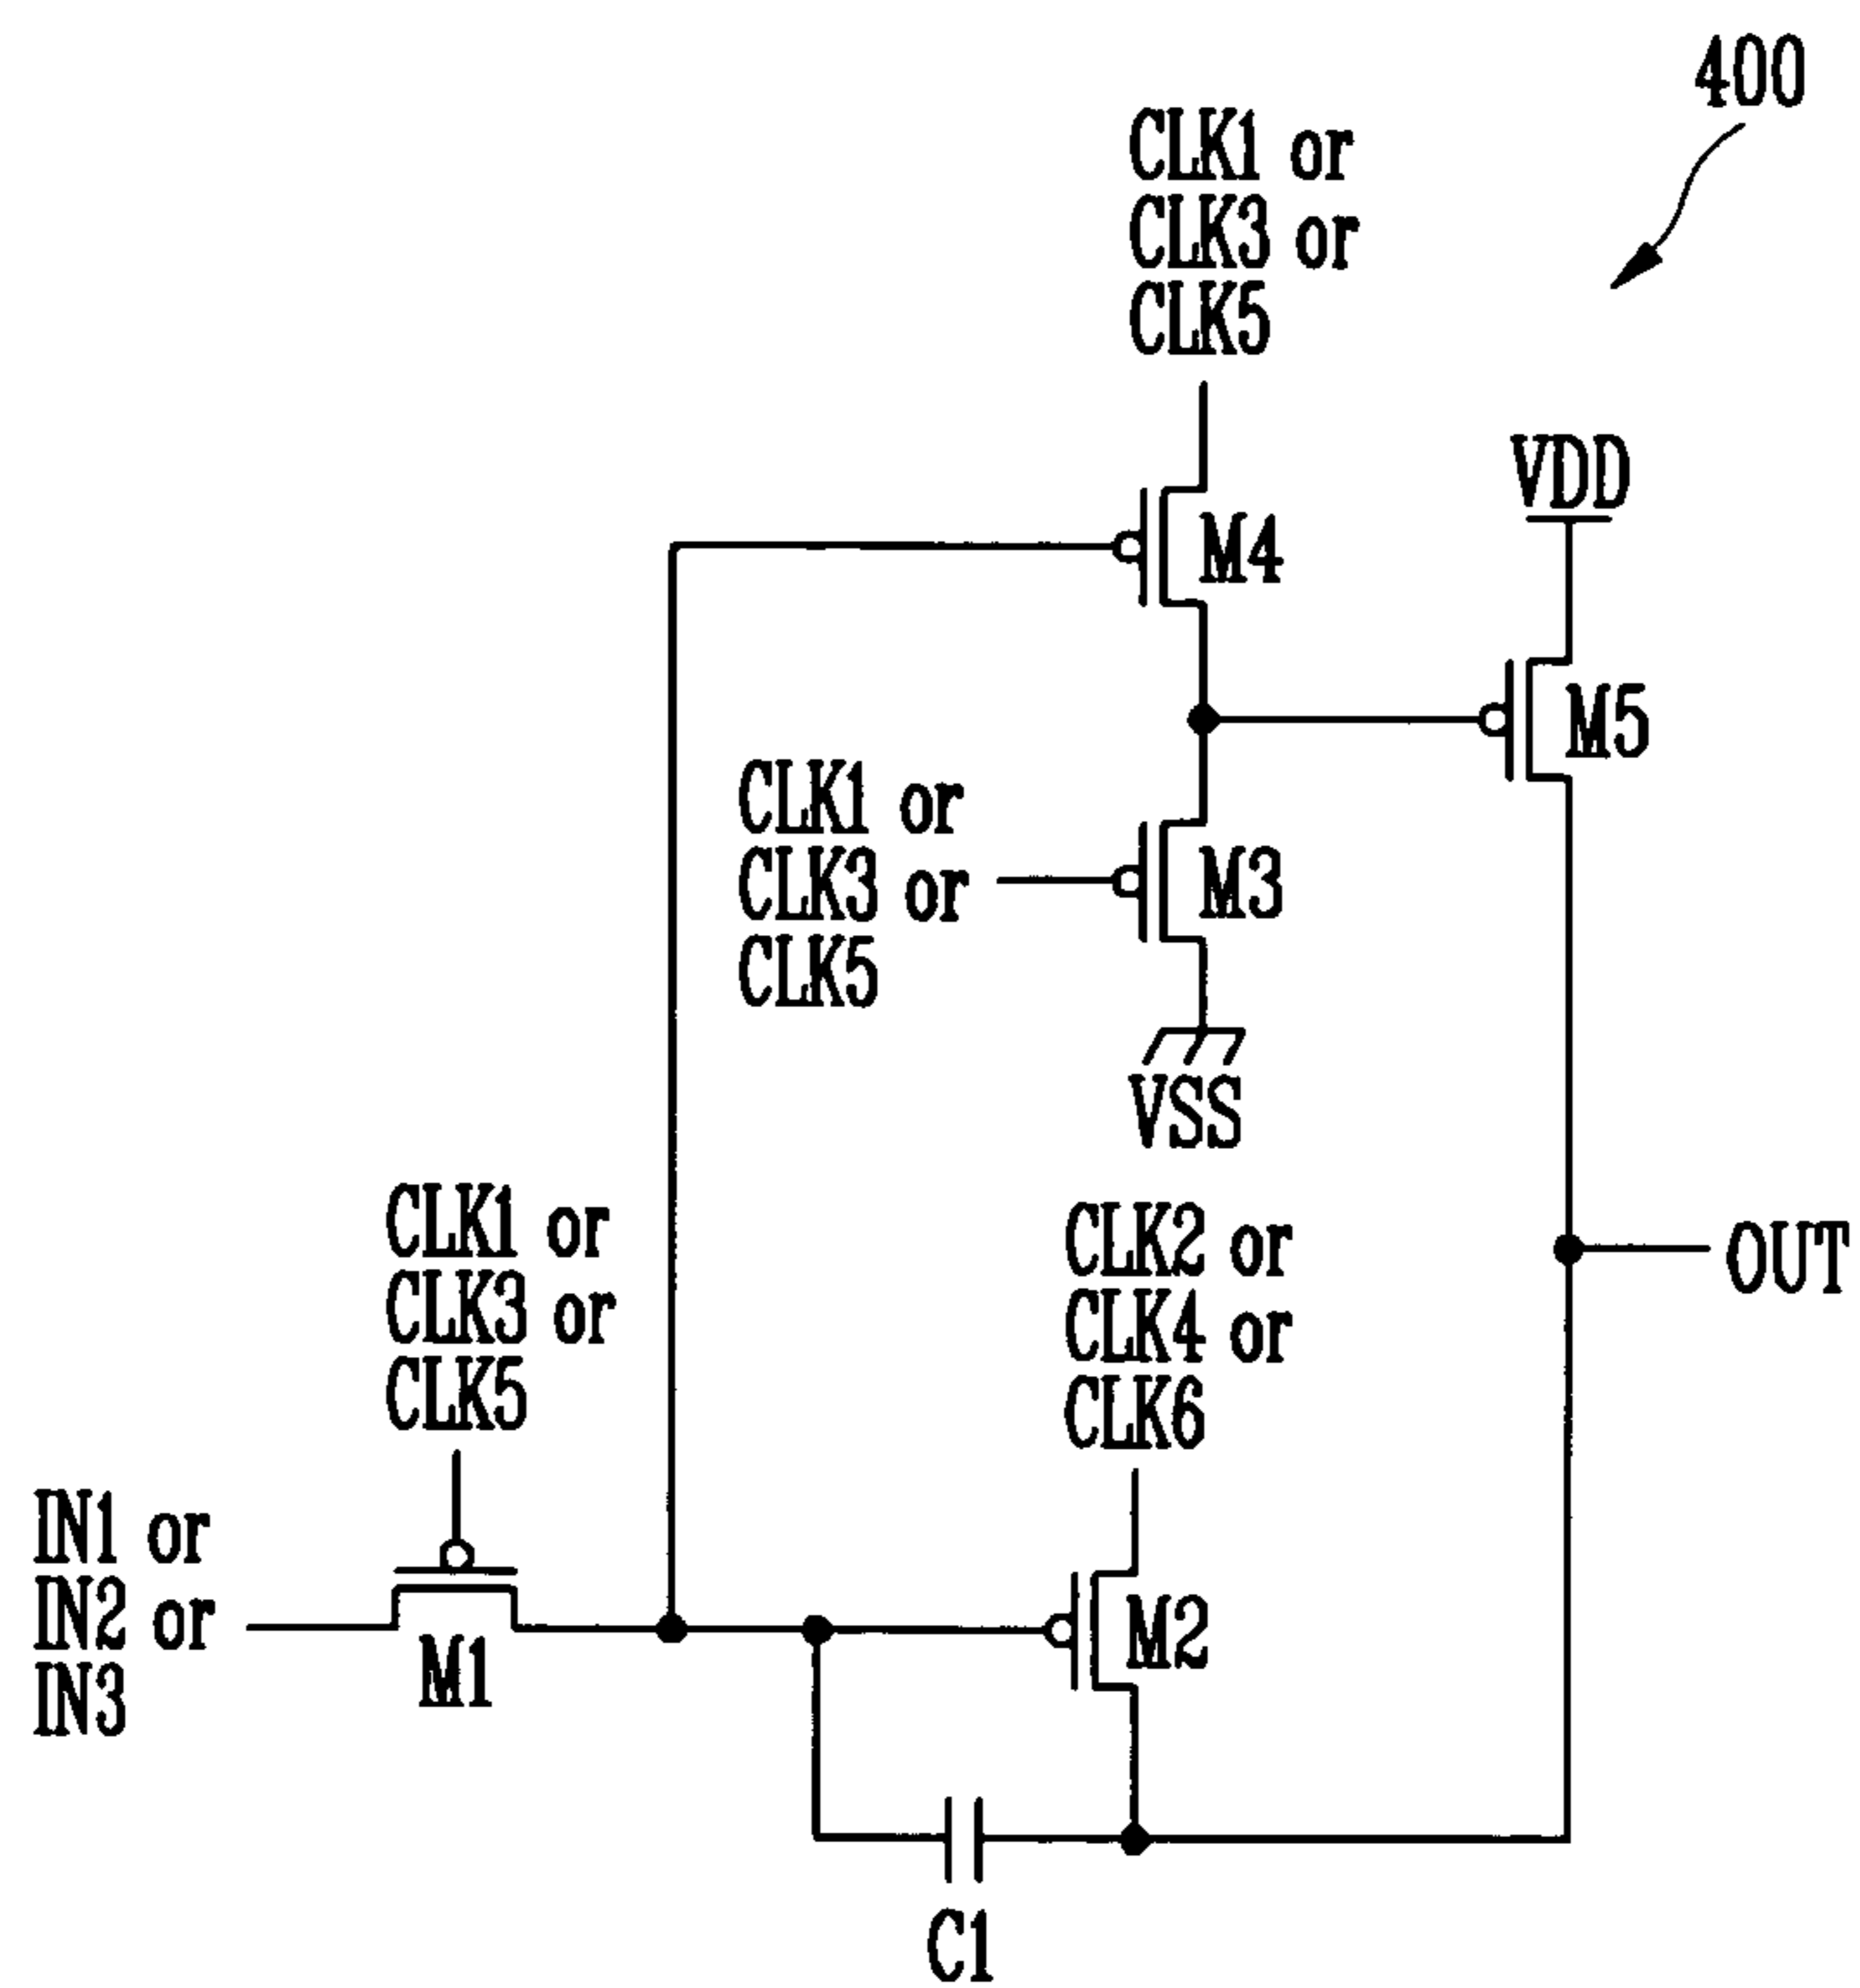 400
CLK1 or
CLK3 or
CLK5
VDD
M4
M5
CLK1 or
CLK3 or
CLK5
M3
VSS
CLK1 or
CLK3 or
CLK5
CLK2 or
CLK4 or
CLK6
OUT
IN1 or
IN2 or
IN3
M1
M2
C1